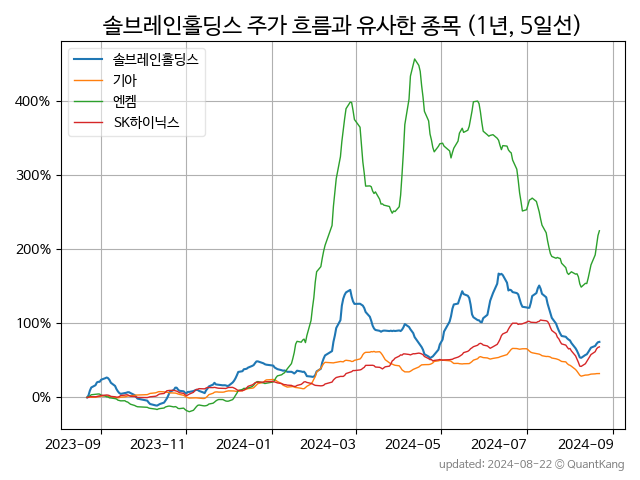 솔브레인홀딩스 주가 흐름과 유사한 종목 (1년, 5일선)
솔브레인홀딩스
기아
엔켐
SK하이닉스
400%
300%
200%
100%
0%
2023-09 2023-11 2024-01 2024-03 2024-05 2024-07 2024-09
updated: 2024-08-22 © QuantKang